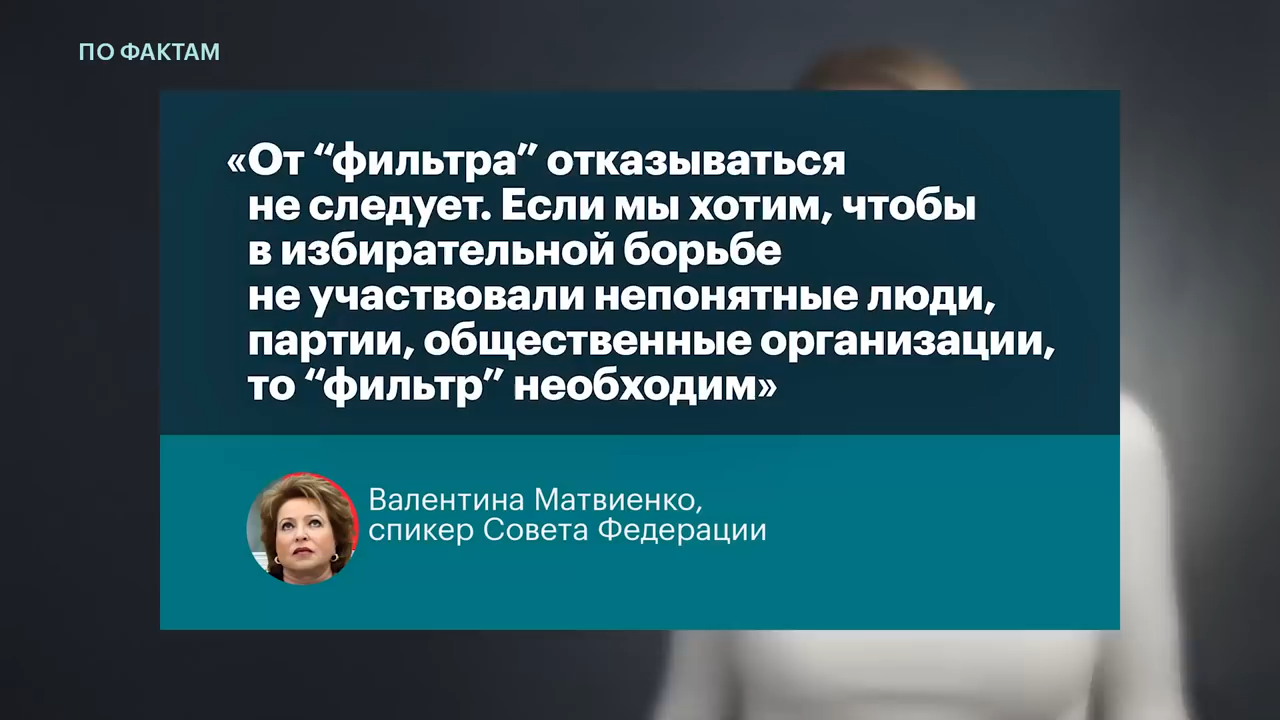 ПО ФАКТАМ
«От “фильтра” отказываться
не следует. Если мы хотим, чтобы
в избирательной борьбе
не участвовали непонятные люди,
партии, общественные организации,
то “фильтр” необходим»
Валентина Матвиенко,
спикер Совета Федерации